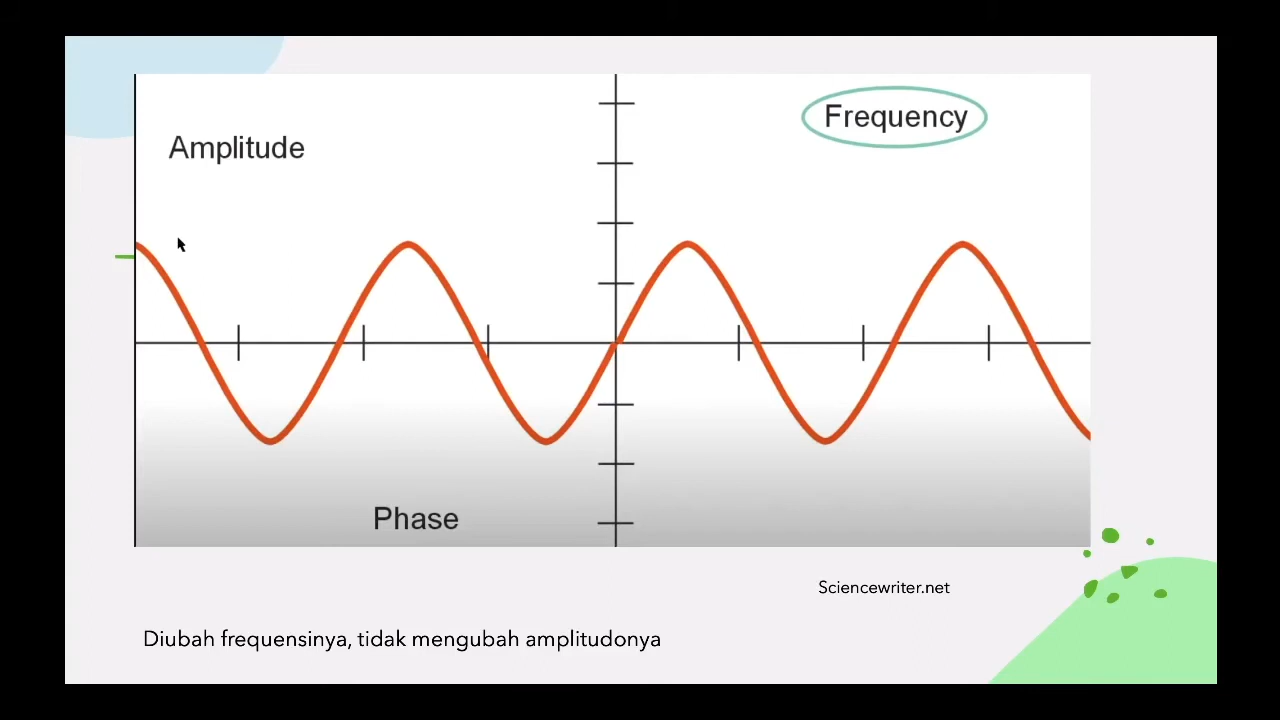 Frequency
Amplitude
Phase
Sciencewriter.net
Diubah frequensinya, tidak mengubah amplitudonya